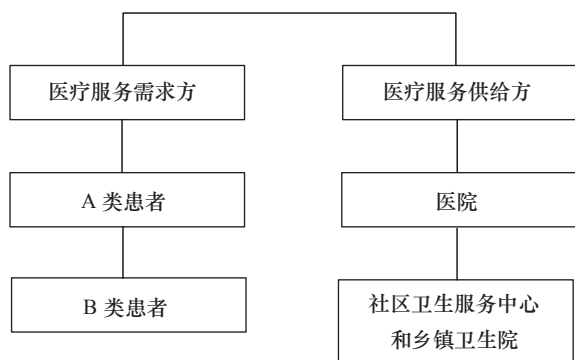 医疗服务需求方
医疗服务供给方
A 类患者
医院
B 类患者
社区卫生服务中心
和乡镇卫生院